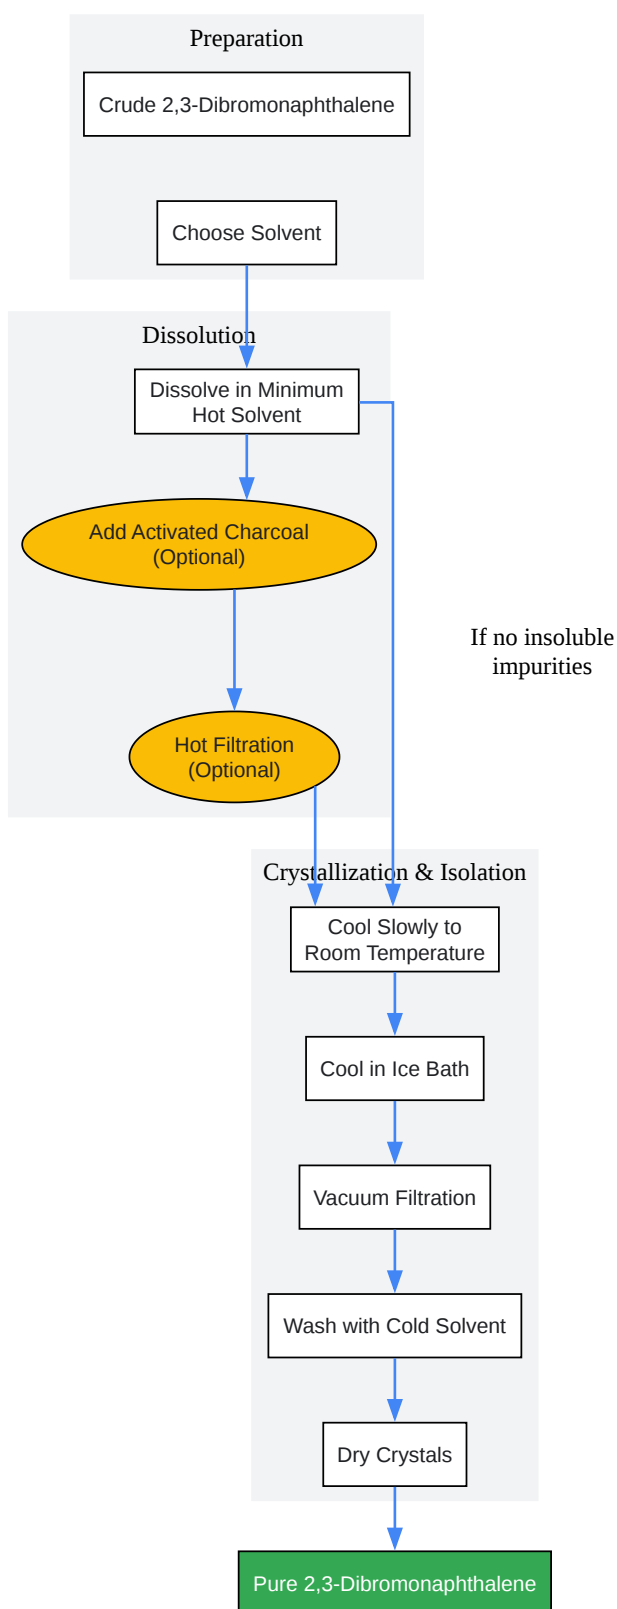 Preparation
Crude 2,3-Dibromonaphthalene
Choose Solvent
Dissolution
Dissolve in Minimum
Hot Solvent
Add Activated Charcoal
(Optional)
If no insoluble
impurities
Hot Filtration
(Optional)
Crystallization & Isolation
Cool Slowly to
Room Temperature
Cool in Ice Bath
Vacuum Filtration
Wash with Cold Solvent
Dry Crystals
Pure 2,3-Dibromonaphthalene